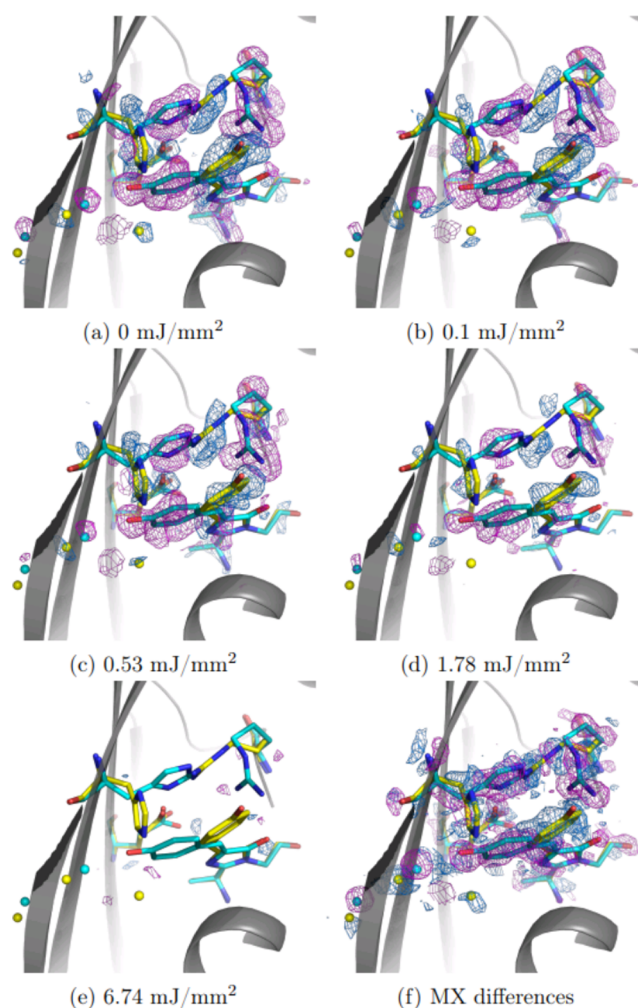 (a) 0 mJ/mm²
(b) 0.1 mJ/mm²
(c) 0.53 mJ/mm²
(d) 1.78 mJ/mm²
(e) 6.74 mJ/mm²
(f) MX differences